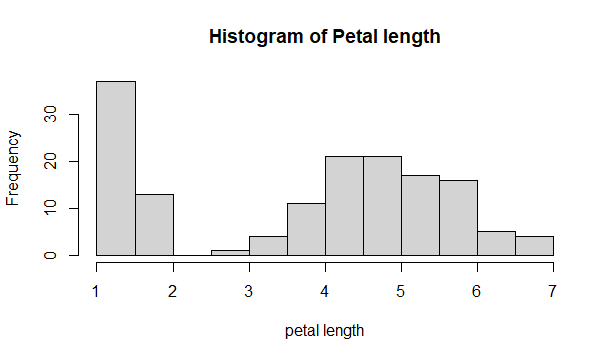 Histogram of Petal length
Frequency
30
20
10
0
1 2 3 4 5 6 7
petal length